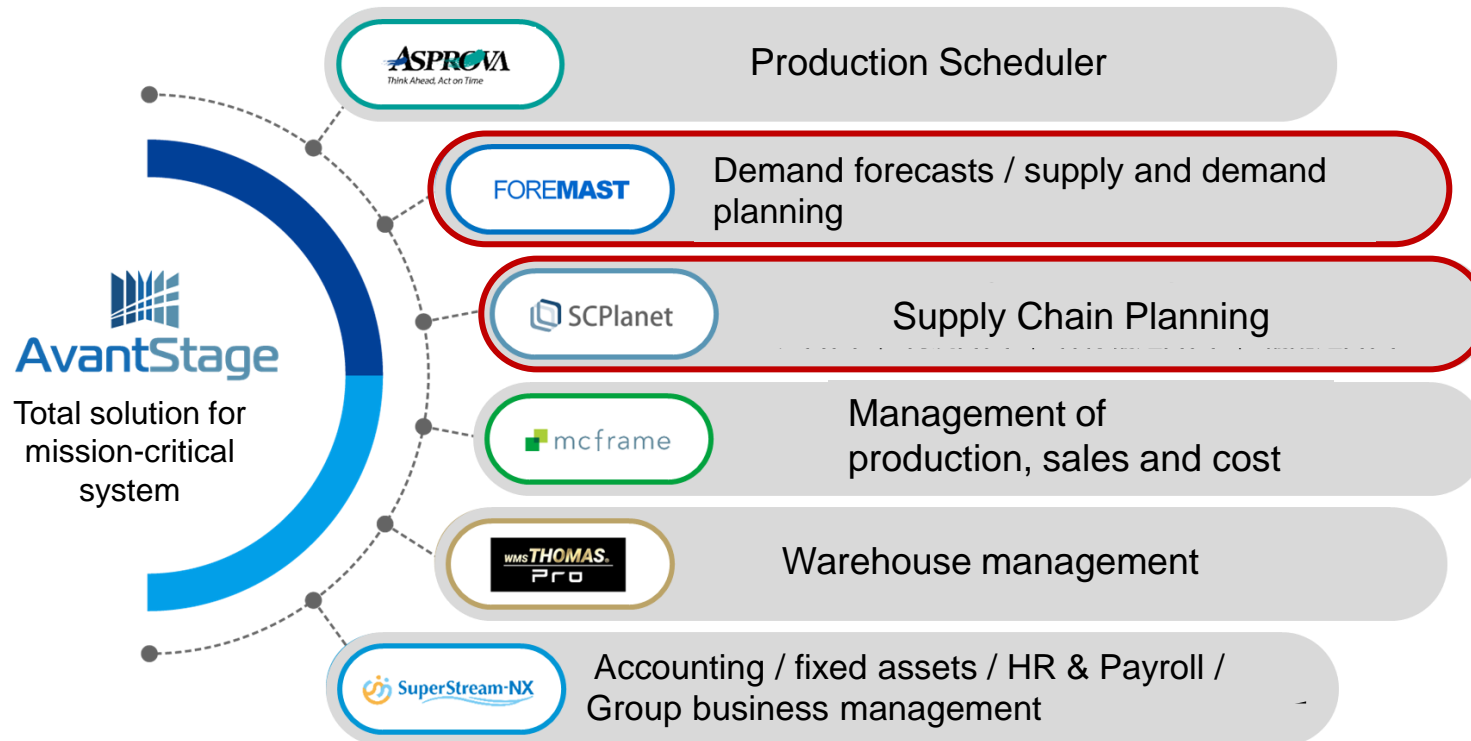 ASPROVA
Think Ahead, Act on Time
Production Scheduler
FOREMAST
Demand forecasts / supply and demand
planning
SCPlanet
Supply Chain Planning
AvantStage
Total solution for
mission-critical
system
mcframe
Management of
production, sales and cost
WMS THOMAS®
Pro
Warehouse management
SuperStream-NX
Accounting / fixed assets / HR & Payroll /
Group business management